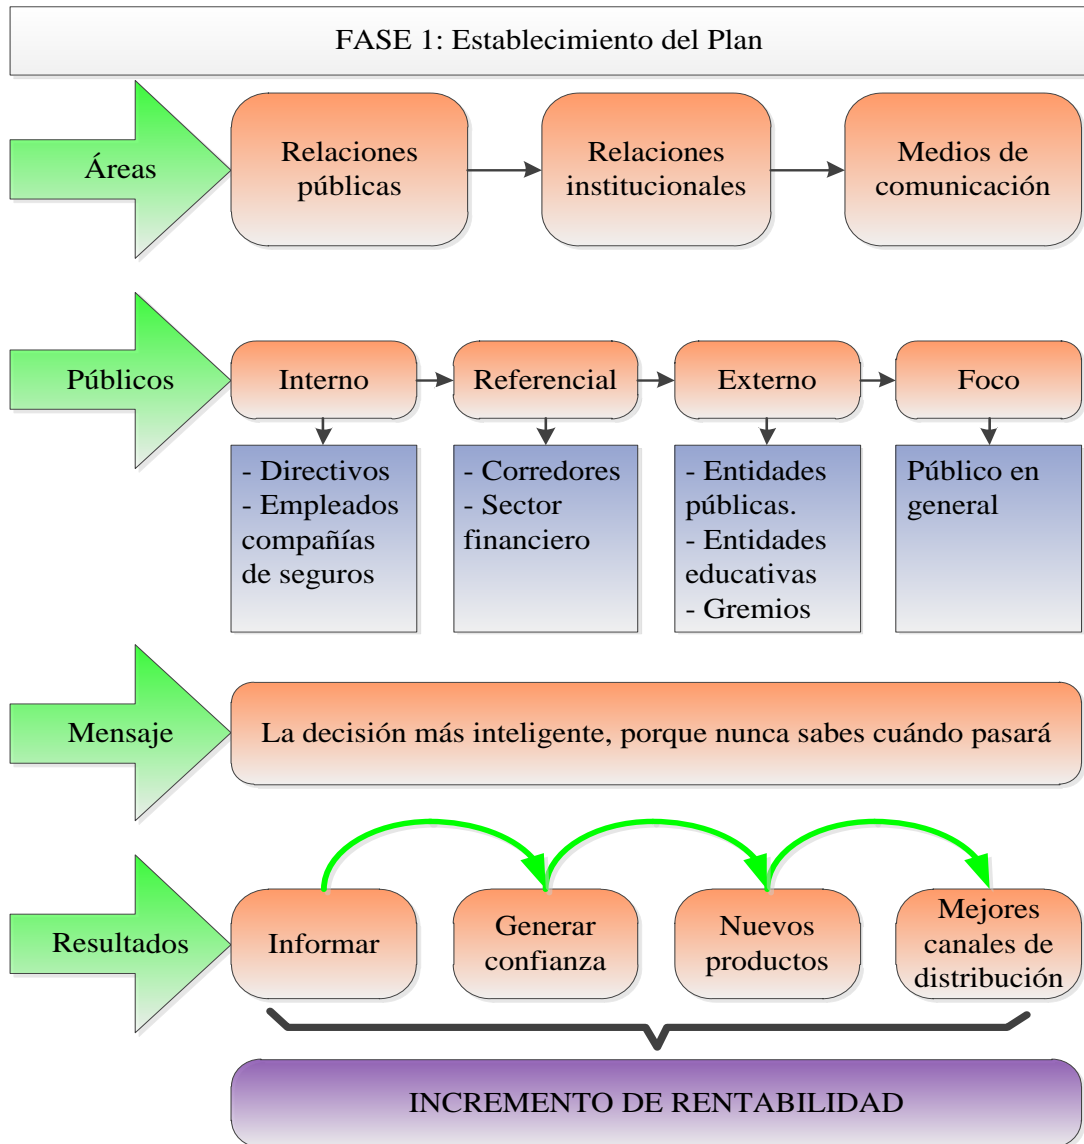 FASE 1: Establecimiento del Plan
Áreas
Relaciones
públicas
Relaciones
institucionales
Medios de
comunicación
Públicos
Interno
Referencial
Externo
Foco
- Directivos
- Empleados
compañías
de seguros
- Corredores
- Sector
financiero
- Entidades
públicas.
- Entidades
educativas
- Gremios
Público en
general
Mensaje
La decisión más inteligente, porque nunca sabes cuándo pasará
Resultados
Informar
Generar
confianza
Nuevos
productos
Mejores
canales de
distribución
INCREMENTO DE RENTABILIDAD